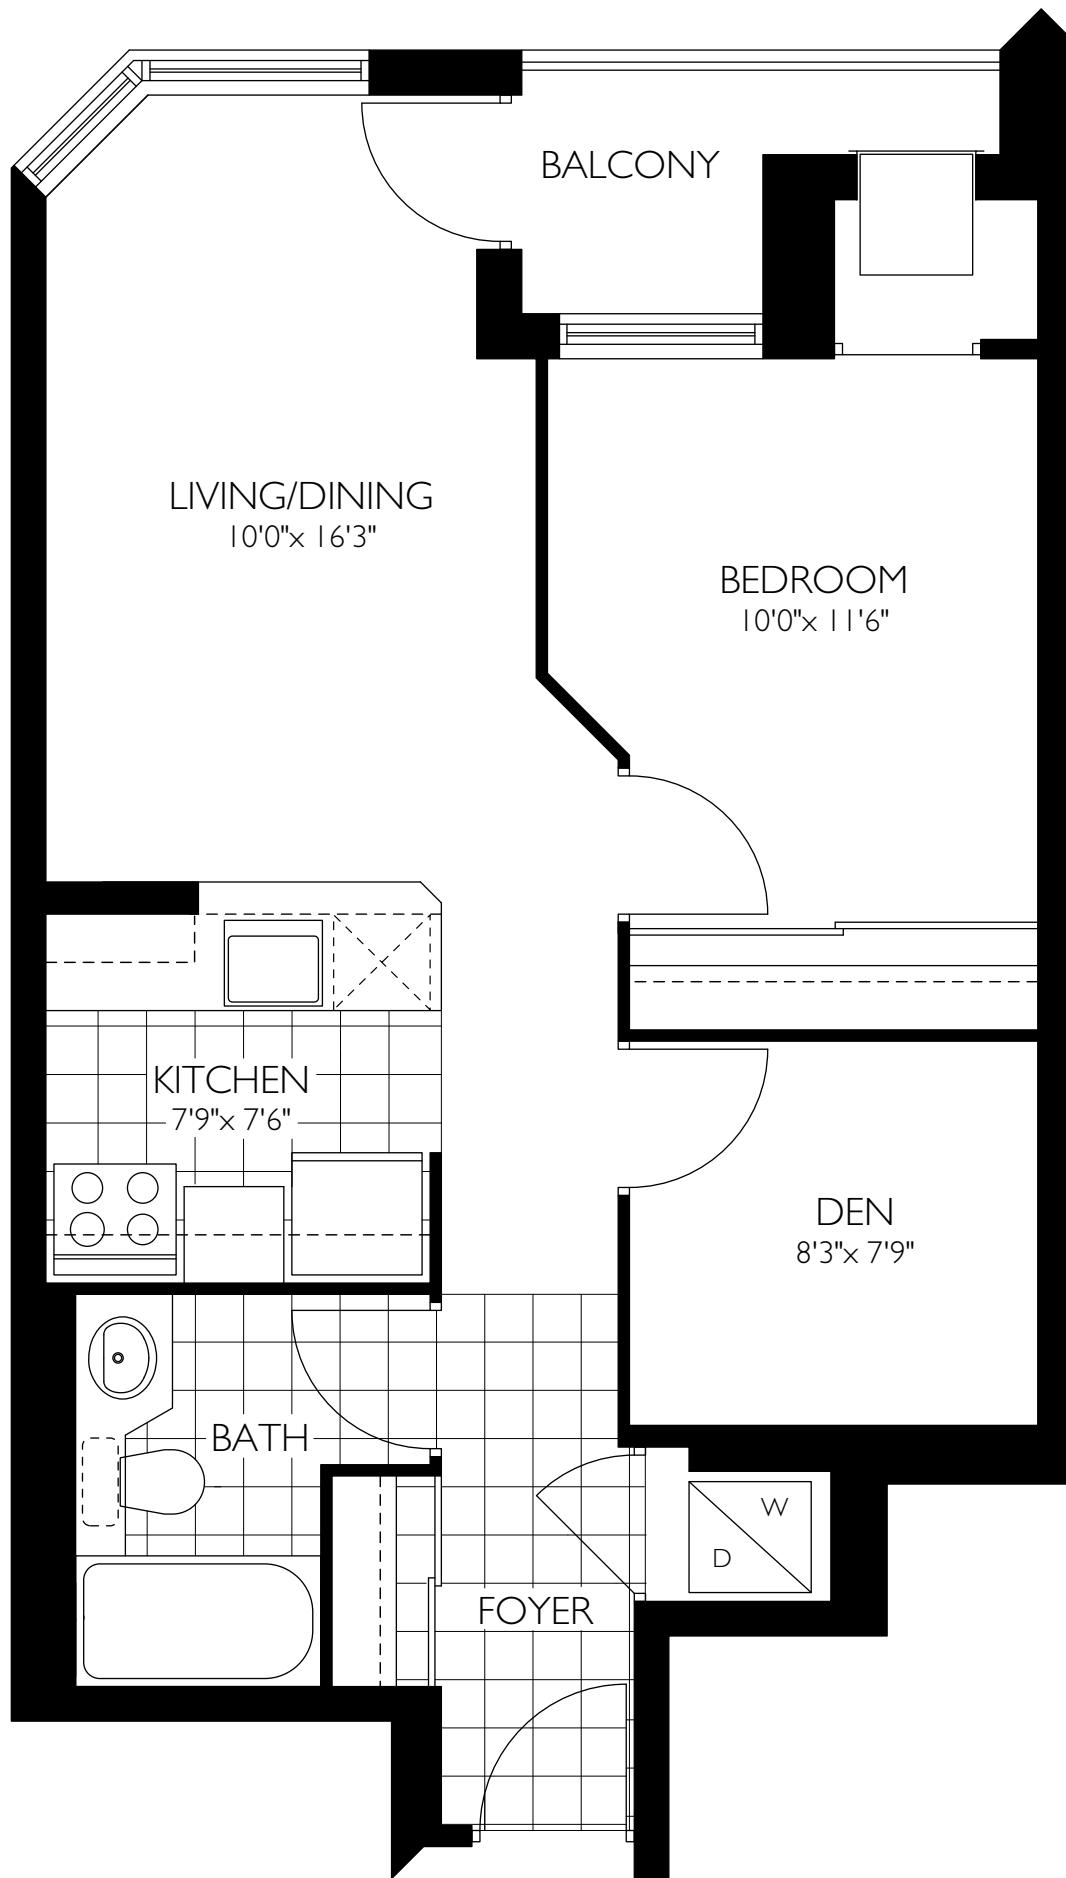 BALCONY
LIVING/DINING
10'0"x 16'3"
BEDROOM
10'0"x 11'6"
KITCHEN
7'9"x 7'6"
DEN
8'3"x 7'9"
BATH
W
D
FOYER